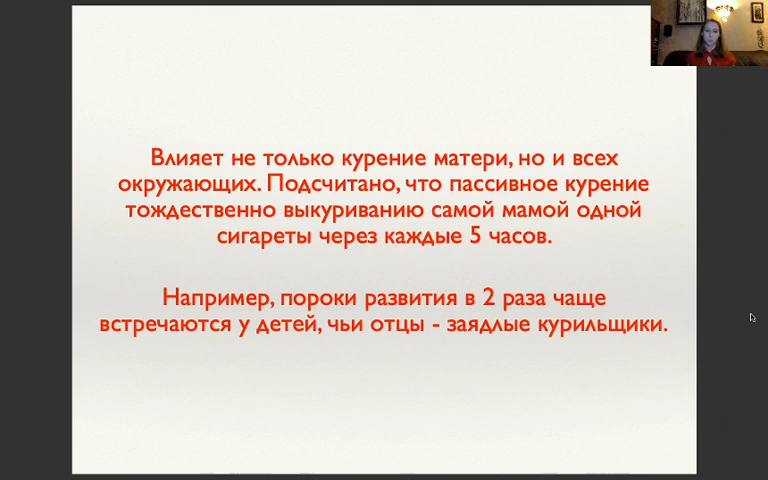 Влияет не только курение матери, но и всех
окружающих. Подсчитано, что пассивное курение
тождественно выкуриванию самой мамой одной
сигареты через каждые 5 часов.
Например, пороки развития в 2 раза чаще
встречаются у детей, чьи отцы - заядлые курильщики.